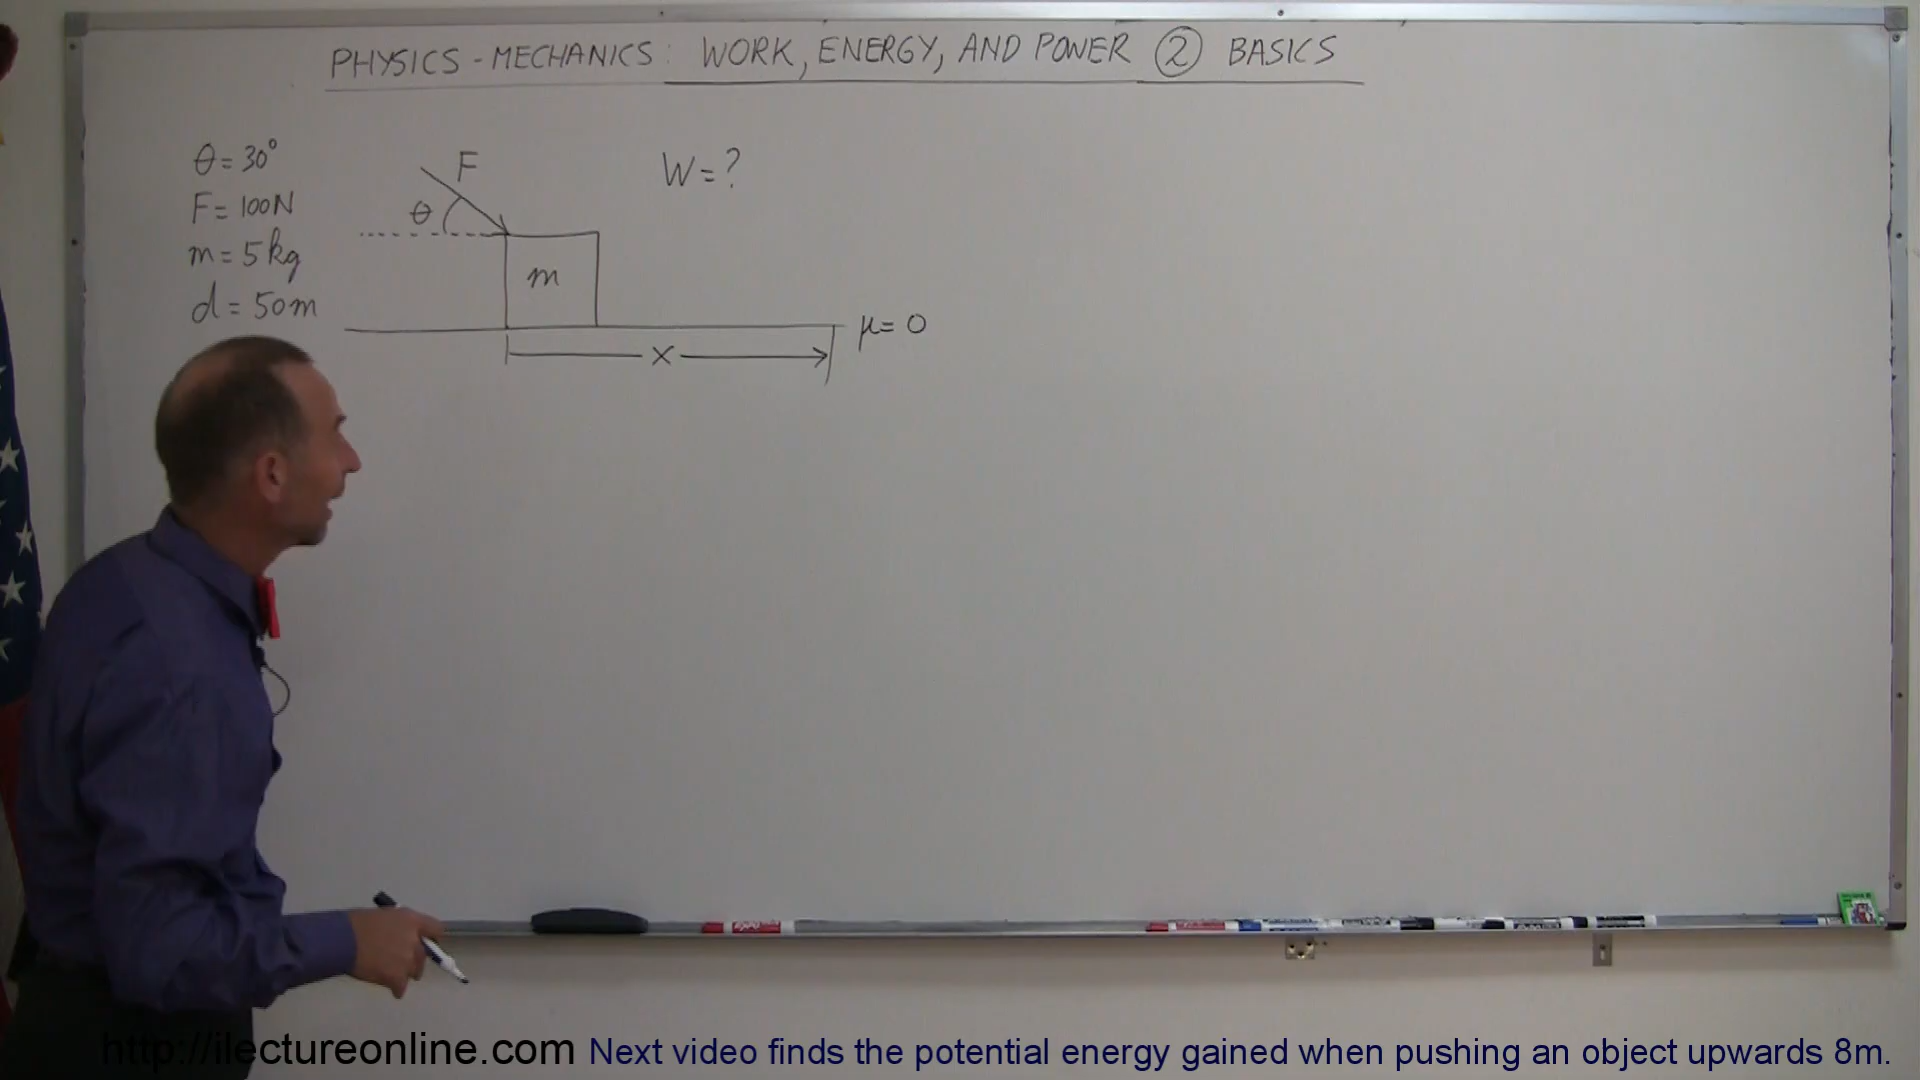 PHYSICS - MECHANICS: WORK, ENERGY, AND POWER ② BASICS
θ = 30°
F = 100N
m = 5 kg
d = 50m
F
θ
m
W = ?
μ = 0
x
EXPO
http://ilectureonline.com Next video finds the potential energy gained when pushing an object upwards 8m.